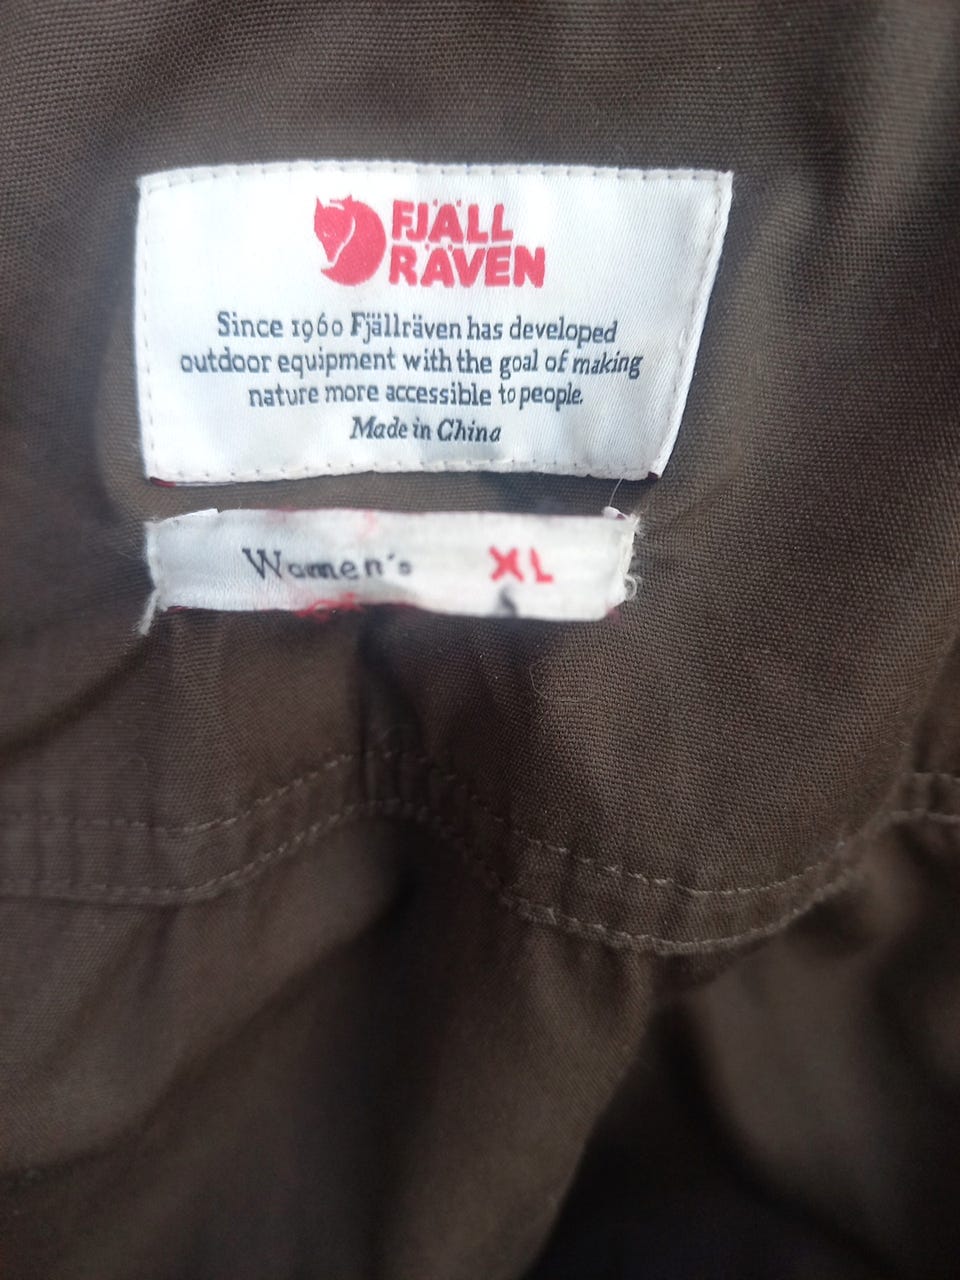 FJÄLL
RÄVEN
Since 1960 Fjällräven has developed
outdoor equipment with the goal of making
nature more accessible to people.
Made in China
Women's XL